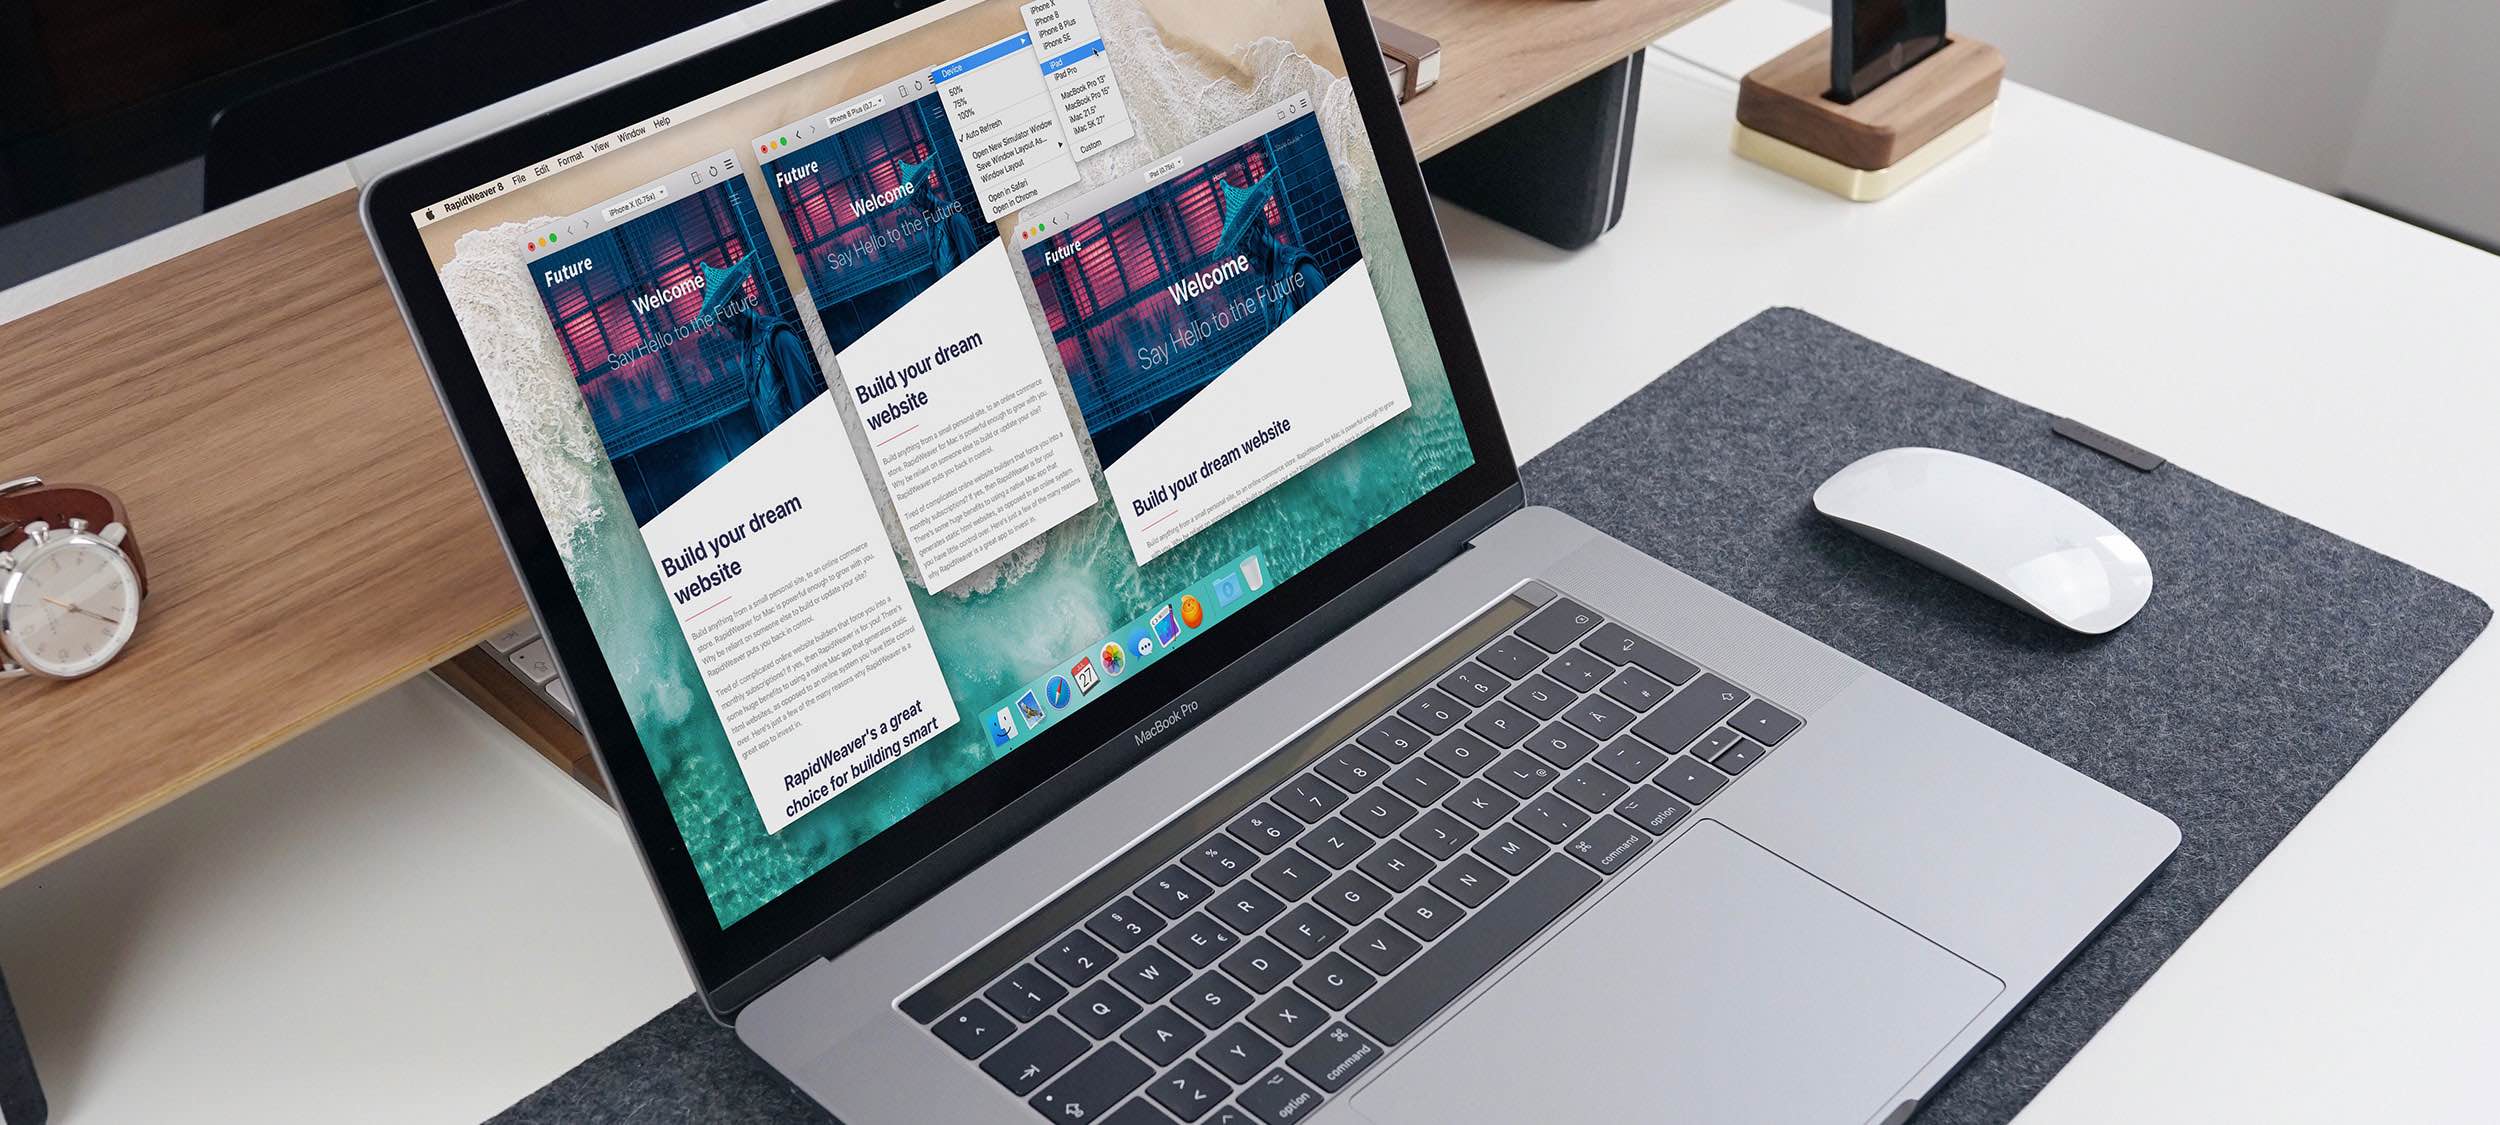 RapidWeaver 8 File Edit Format View Window Help
iPhone X
iPhone 8
iPhone 8 Plus
iPhone SE
iPad
iPad Pro
MacBook Pro 13"
MacBook Pro 15"
iMac 21.5"
iMac 5K 27"
Custom
Device
50%
75%
100%
✓ Auto Refresh
Open New Simulator Window
Save Window Layout As...
Window Layout
Open in Safari
Open in Chrome
iPhone X (0.75x)
Future
Welcome
Say Hello to the Future
Build your dream
website
Build anything from a small personal site, to an online commerce
store. RapidWeaver for Mac is powerful enough to grow with you.
Why be reliant on someone else to build or update your site?
RapidWeaver puts you back in control.
Tired of complicated online website builders that force you into a
monthly subscriptions? If yes, then RapidWeaver is for you! There's
some huge benefits to using a native Mac app that generates static
html websites, as opposed to an online system you have little control
over. Here's just a few of the many reasons why RapidWeaver is a
great app to invest in.
RapidWeaver's a great
choice for building smart
iPhone 8 Plus (0.7...
Future
Welcome
Say Hello to the Future
Build your dream
website
Build anything from a small personal site, to an online commerce
store. RapidWeaver for Mac is powerful enough to grow with you.
Why be reliant on someone else to build or update your site?
RapidWeaver puts you back in control.
Tired of complicated online website builders that force you into a
monthly subscriptions? If yes, then RapidWeaver is for you!
There's some huge benefits to using a native Mac app that
generates static html websites, as opposed to an online system
you have little control over. Here's just a few of the many reasons
why RapidWeaver is a great app to invest in.
iPad (0.75x)
Home
Future
Welcome
Say Hello to the Future
Build your dream website
Build anything from a small personal site, to an online commerce store. RapidWeaver for Mac is powerful enough to grow
27
MacBook Pro
° ^ ! 1 " 2 § 3 $ 4 % 5 & 6 / 7 ( 8 ) 9 = 0 ? ß ` ´
Q W E € R T Z U I O P Ü * +
A S D F _ G H J _ K L @ Ö Ä ' #
> < Y X C V B N M ; , : . _ -
option command command option